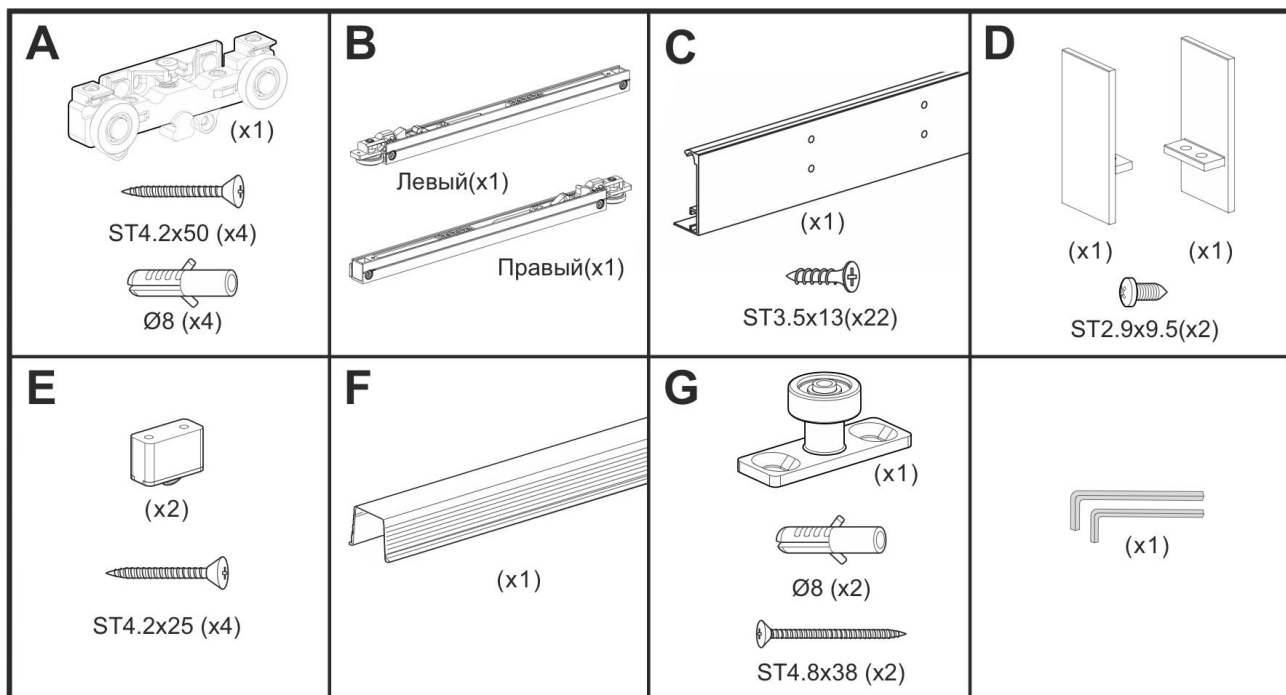 A
(x1)
ST4.2x50 (x4)
Ø8 (x4)
B
Левый(x1)
Правый(x1)
C
(x1)
ST3.5x13(x22)
D
(x1)
(x1)
ST2.9x9.5(x2)
E
(x2)
ST4.2x25 (x4)
F
(x1)
G
(x1)
Ø8 (x2)
ST4.8x38 (x2)
(x1)